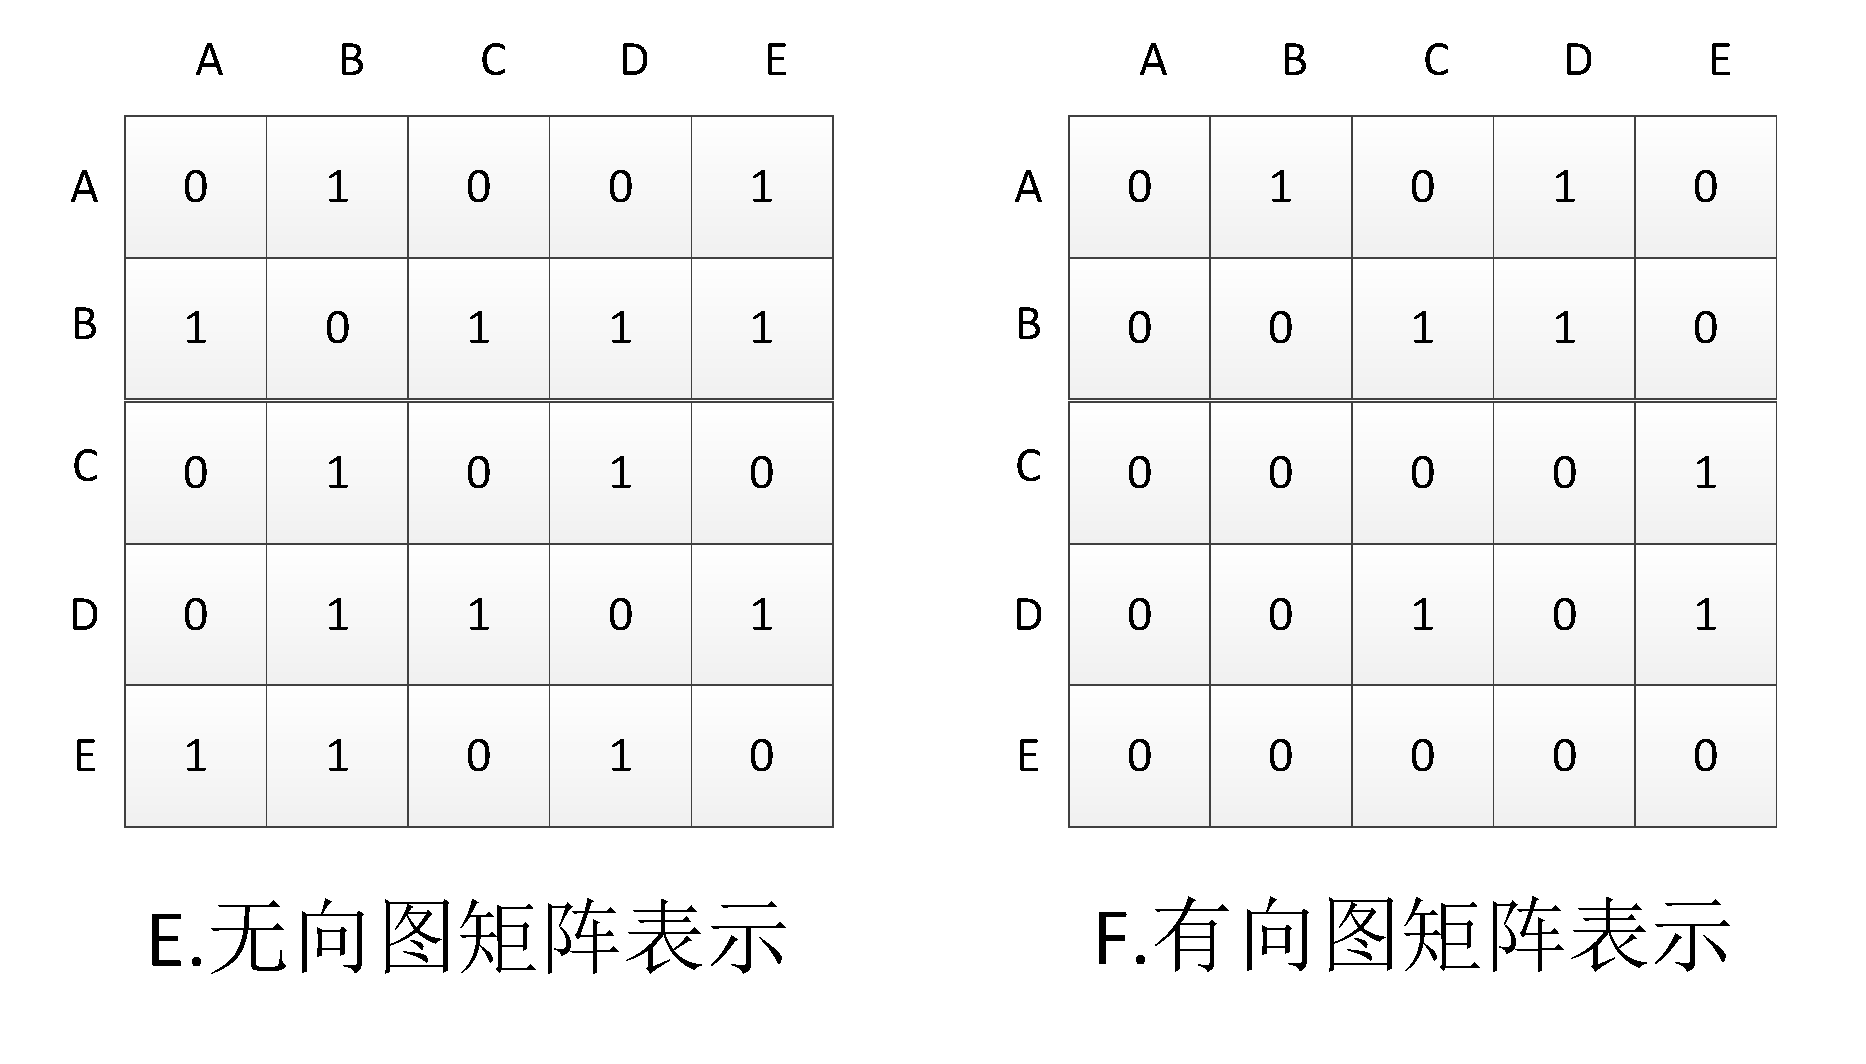 A B C D E
A 0 1 0 0 1
B 1 0 1 1 1
C 0 1 0 1 0
D 0 1 1 0 1
E 1 1 0 1 0
E.无向图矩阵表示
A B C D E
A 0 1 0 1 0
B 0 0 1 1 0
C 0 0 0 0 1
D 0 0 1 0 1
E 0 0 0 0 0
F.有向图矩阵表示